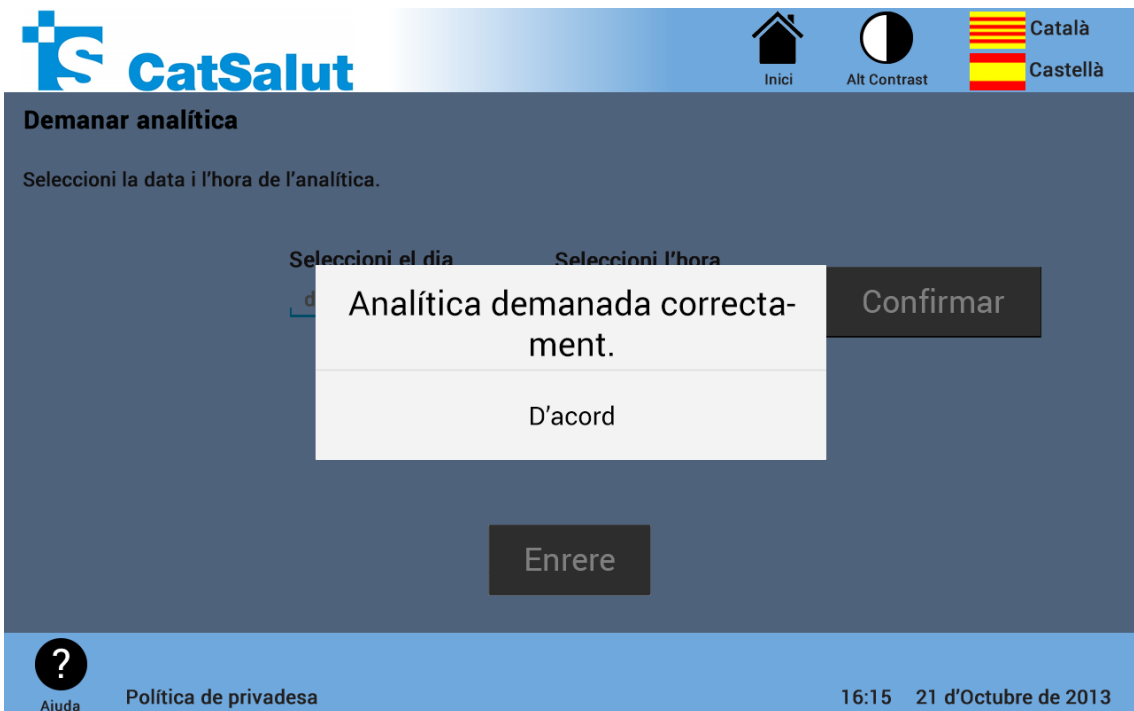 CatSalut
Inici
Alt Contrast
Català
Castellà
Demanar analítica
Seleccioni la data i l'hora de l'analítica.
Seleccioni el dia
Seleccioni l'hora
d
Analítica demanada correcta-
ment.
D'acord
Confirmar
Enrere
?
Ajuda
Política de privadesa
16:15 21 d'Octubre de 2013